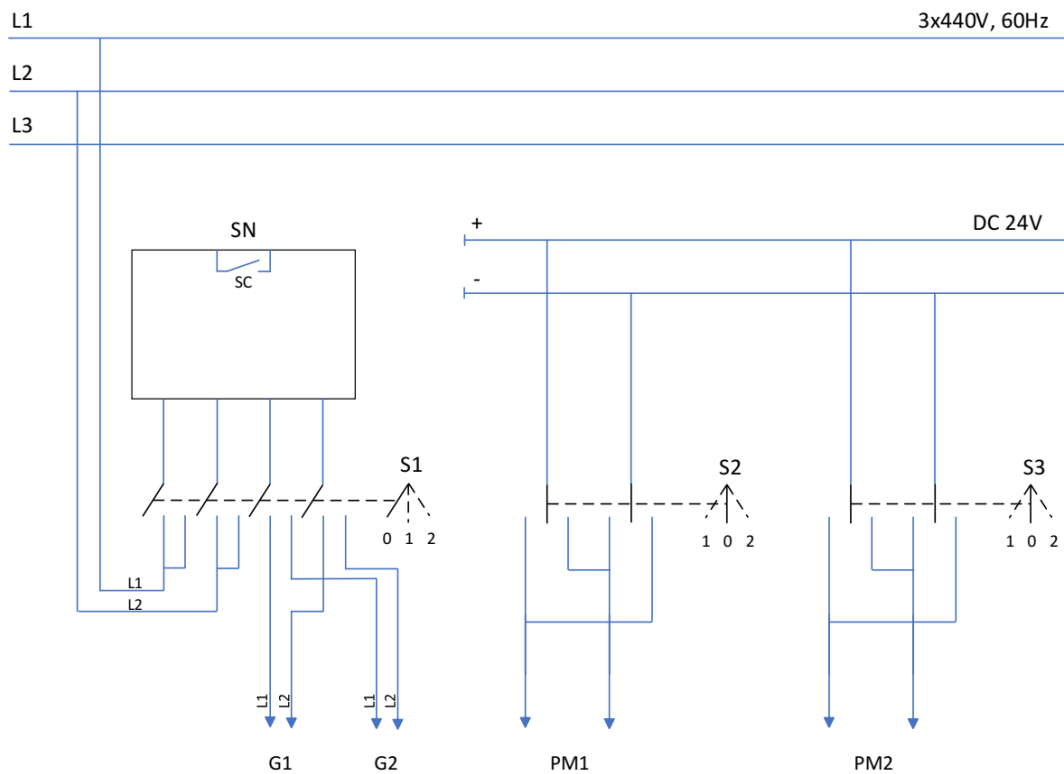 L1
3x440V, 60Hz
L2
L3
SN
SC
+
DC 24V
-
S1
0 1 2
S2
1 0 2
S3
1 0 2
L1
L2
L1
L2
L1
L2
G1
G2
PM1
PM2